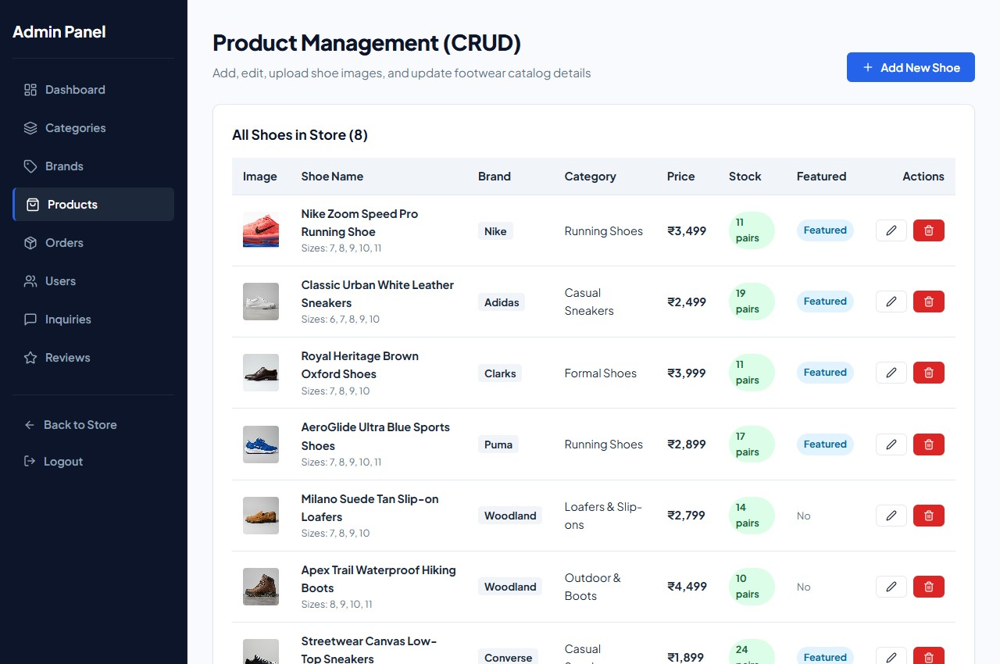 Admin Panel
Dashboard
Categories
Brands
Products
Orders
Users
Inquiries
Reviews
Back to Store
Logout
Product Management (CRUD)
Add, edit, upload shoe images, and update footwear catalog details
Add New Shoe
All Shoes in Store (8)
Image Shoe Name Brand Category Price Stock Featured Actions
Nike Zoom Speed Pro
Running Shoe
Sizes: 7, 8, 9, 10, 11
Nike
Running Shoes
₹3,499
11
pairs
Featured
Classic Urban White Leather
Sneakers
Sizes: 6, 7, 8, 9, 10
Adidas
Casual
Sneakers
₹2,499
19
pairs
Featured
Royal Heritage Brown
Oxford Shoes
Sizes: 7, 8, 9, 10
Clarks
Formal Shoes
₹3,999
11
pairs
Featured
AeroGlide Ultra Blue Sports
Shoes
Sizes: 7, 8, 9, 10, 11
Puma
Running Shoes
₹2,899
17
pairs
Featured
Milano Suede Tan Slip-on
Loafers
Sizes: 7, 8, 9, 10
Woodland
Loafers & Slip-
ons
₹2,799
14
pairs
No
Apex Trail Waterproof Hiking
Boots
Sizes: 8, 9, 10, 11
Woodland
Outdoor &
Boots
₹4,499
10
pairs
No
Streetwear Canvas Low-
Top Sneakers
Converse
Casual
₹1,899
24
pairs
Featured